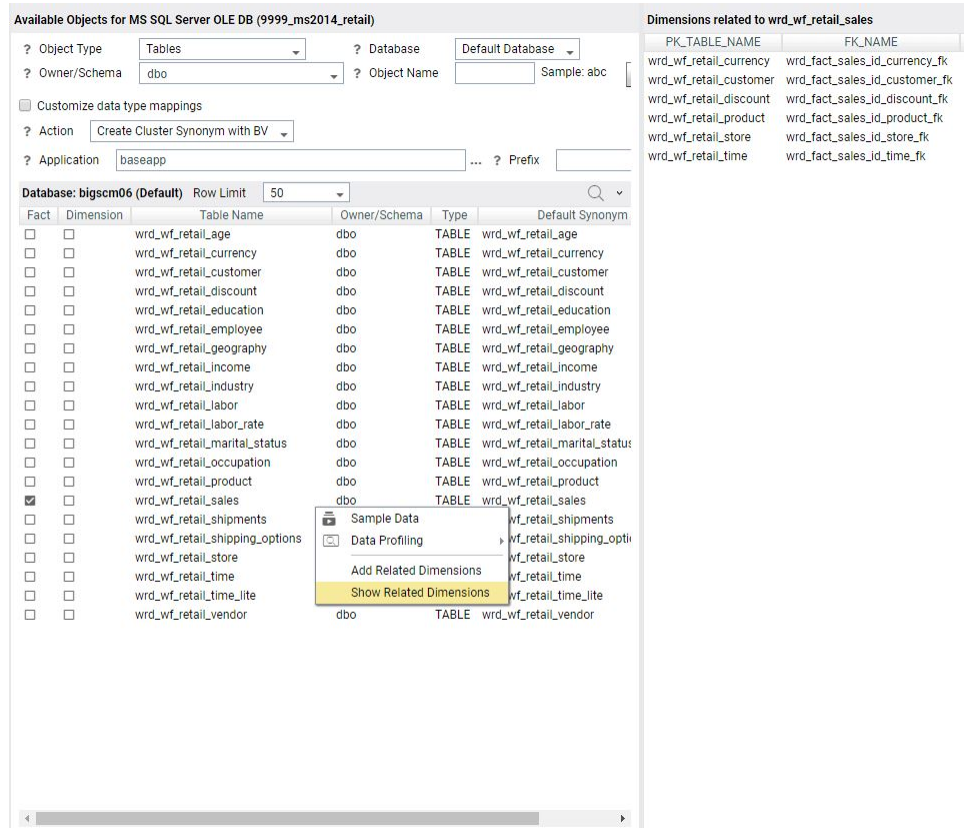 Available Objects for MS SQL Server OLE DB (9999_ms2014_retail)
? Object Type Tables ? Database Default Database
? Owner/Schema dbo ? Object Name Sample: abc
Customize data type mappings
? Action Create Cluster Synonym with BV
? Application baseapp ... ? Prefix
Database: bigscm06 (Default) Row Limit 50
Fact Dimension Table Name Owner/Schema Type Default Synonym
wrd_wf_retail_age dbo TABLE wrd_wf_retail_age
wrd_wf_retail_currency dbo TABLE wrd_wf_retail_currency
wrd_wf_retail_customer dbo TABLE wrd_wf_retail_customer
wrd_wf_retail_discount dbo TABLE wrd_wf_retail_discount
wrd_wf_retail_education dbo TABLE wrd_wf_retail_education
wrd_wf_retail_employee dbo TABLE wrd_wf_retail_employee
wrd_wf_retail_geography dbo TABLE wrd_wf_retail_geography
wrd_wf_retail_income dbo TABLE wrd_wf_retail_income
wrd_wf_retail_industry dbo TABLE wrd_wf_retail_industry
wrd_wf_retail_labor dbo TABLE wrd_wf_retail_labor
wrd_wf_retail_labor_rate dbo TABLE wrd_wf_retail_labor_rate
wrd_wf_retail_marital_status dbo TABLE wrd_wf_retail_marital_status
wrd_wf_retail_occupation dbo TABLE wrd_wf_retail_occupation
wrd_wf_retail_product dbo TABLE wrd_wf_retail_product
wrd_wf_retail_sales dbo TABLE wrd_wf_retail_sales
wrd_wf_retail_shipments wf_retail_shipments
wrd_wf_retail_shipping_options wf_retail_shipping_opti
wrd_wf_retail_store wf_retail_store
wrd_wf_retail_time wf_retail_time
wrd_wf_retail_time_lite wf_retail_time_lite
wrd_wf_retail_vendor dbo TABLE wrd_wf_retail_vendor
Sample Data
Data Profiling
Add Related Dimensions
Show Related Dimensions
Dimensions related to wrd_wf_retail_sales
PK_TABLE_NAME FK_NAME
wrd_wf_retail_currency wrd_fact_sales_id_currency_fk
wrd_wf_retail_customer wrd_fact_sales_id_customer_fk
wrd_wf_retail_discount wrd_fact_sales_id_discount_fk
wrd_wf_retail_product wrd_fact_sales_id_product_fk
wrd_wf_retail_store wrd_fact_sales_id_store_fk
wrd_wf_retail_time wrd_fact_sales_id_time_fk